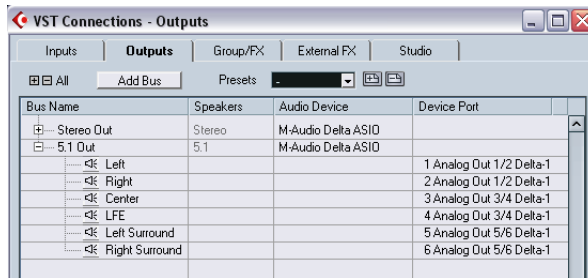 VST Connections - Outputs
Inputs Outputs Group/FX External FX Studio
All Add Bus Presets -
Bus Name Speakers Audio Device Device Port
Stereo Out Stereo M-Audio Delta ASIO
5.1 Out 5.1 M-Audio Delta ASIO
Left 1 Analog Out 1/2 Delta-1
Right 2 Analog Out 1/2 Delta-1
Center 3 Analog Out 3/4 Delta-1
LFE 4 Analog Out 3/4 Delta-1
Left Surround 5 Analog Out 5/6 Delta-1
Right Surround 6 Analog Out 5/6 Delta-1